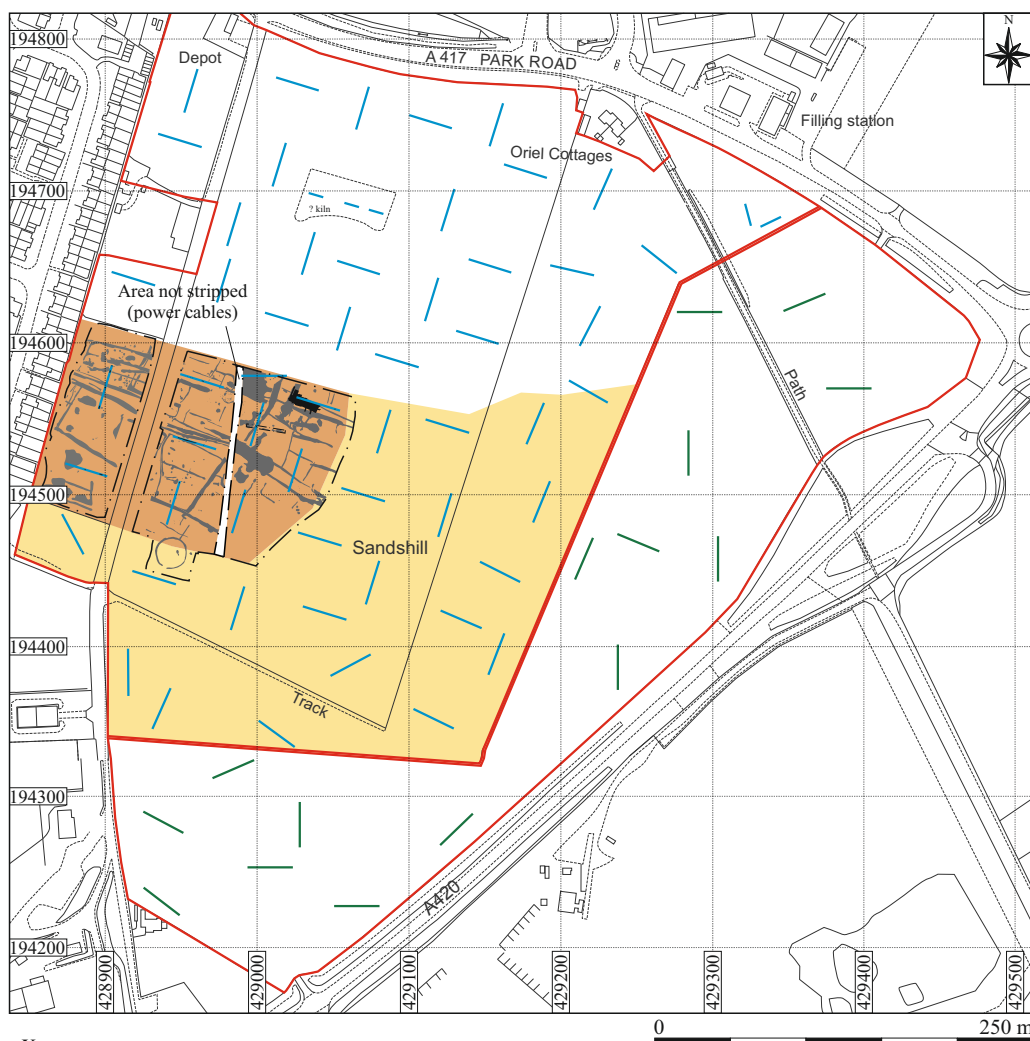 N
194800
Depot
A 417 PARK ROAD
Filling station
Oriel Cottages
194700
? kiln
Area not stripped
(power cables)
194600
Path
194500
Sandshill
194400
Track
194300
A420
194200
428900
429000
429100
429200
429300
429400
429500
0
250 m